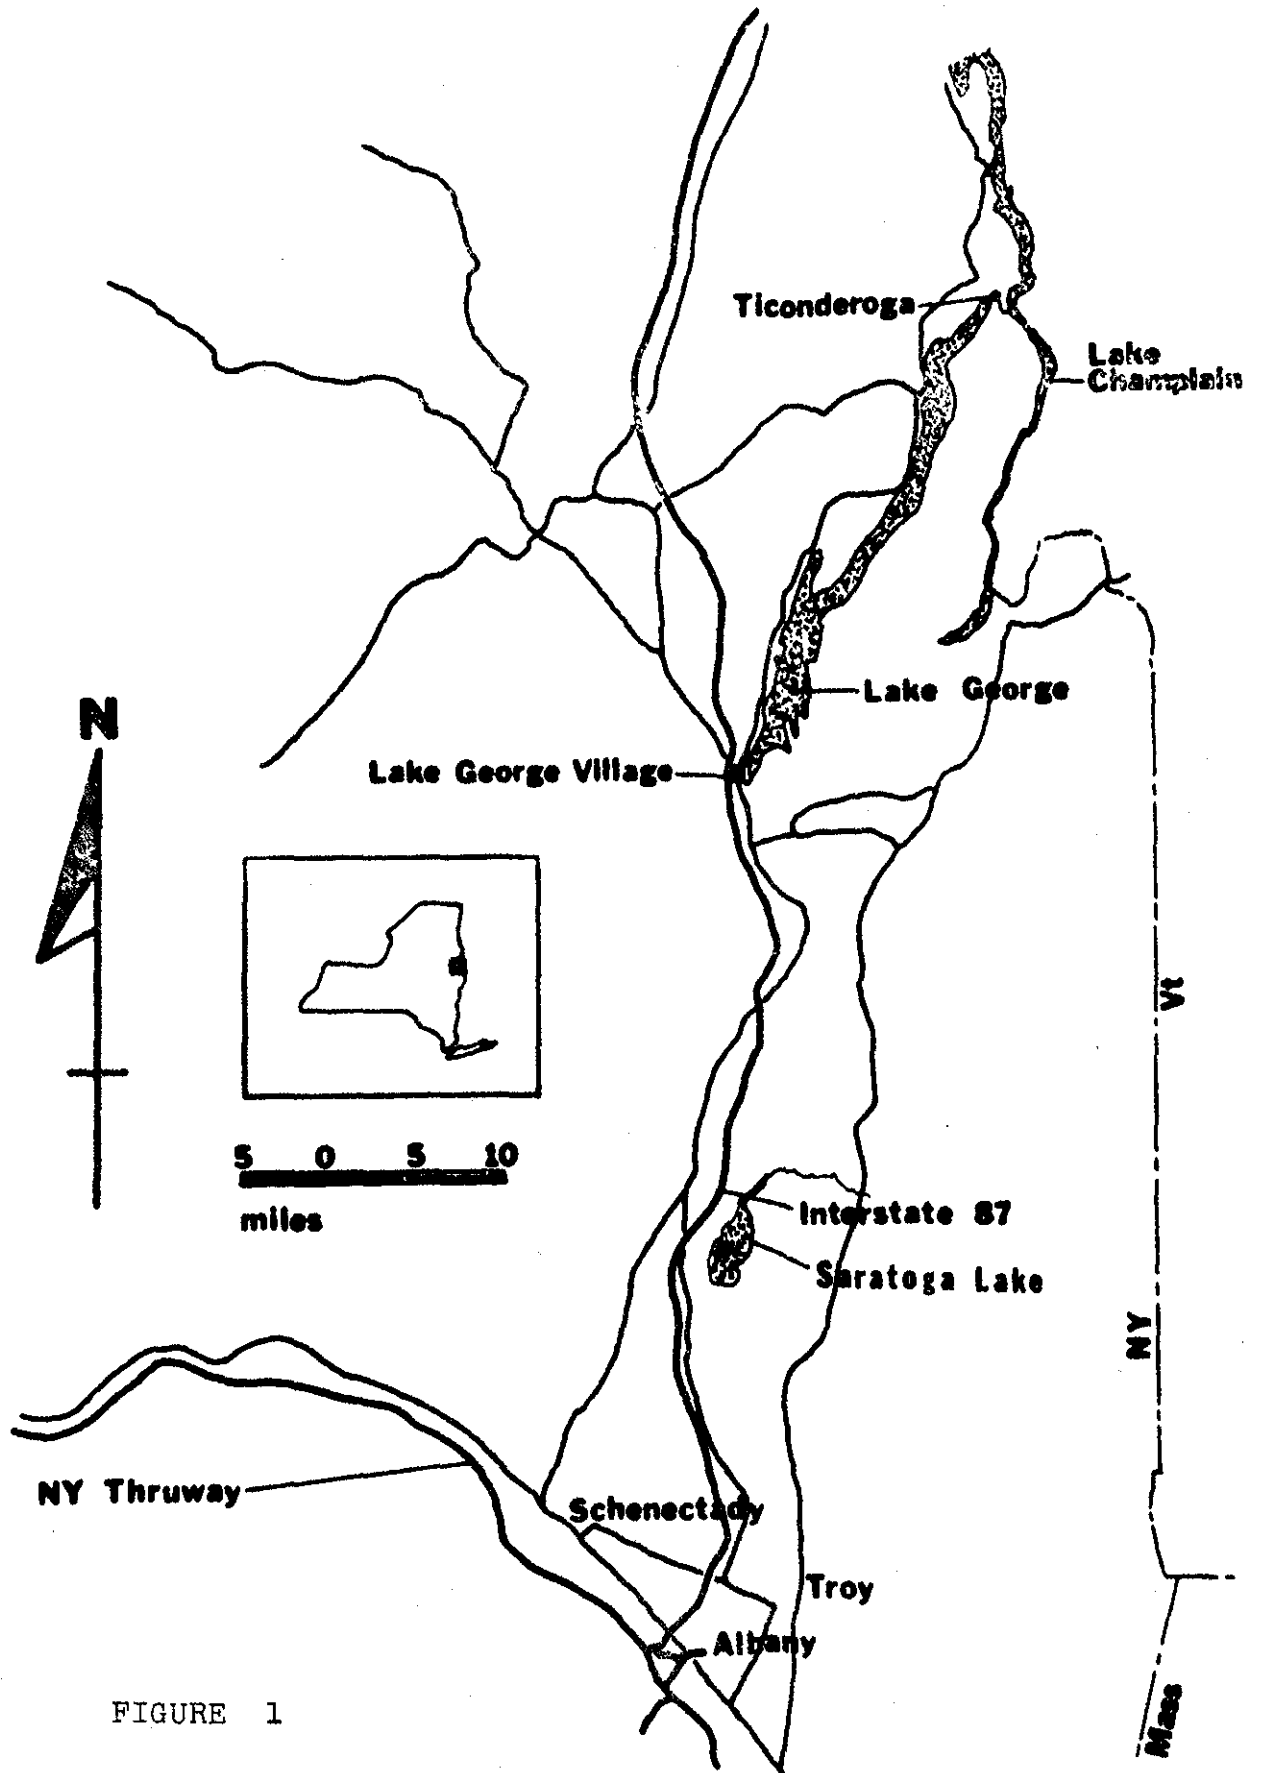 Ticonderoga
Lake
Champlain
N
Lake George
Lake George Village
Vt
5 0 5 10
miles
Interstate 87
Saratoga Lake
NY
NY Thruway
Schenectady
Troy
Albany
Mass
FIGURE 1